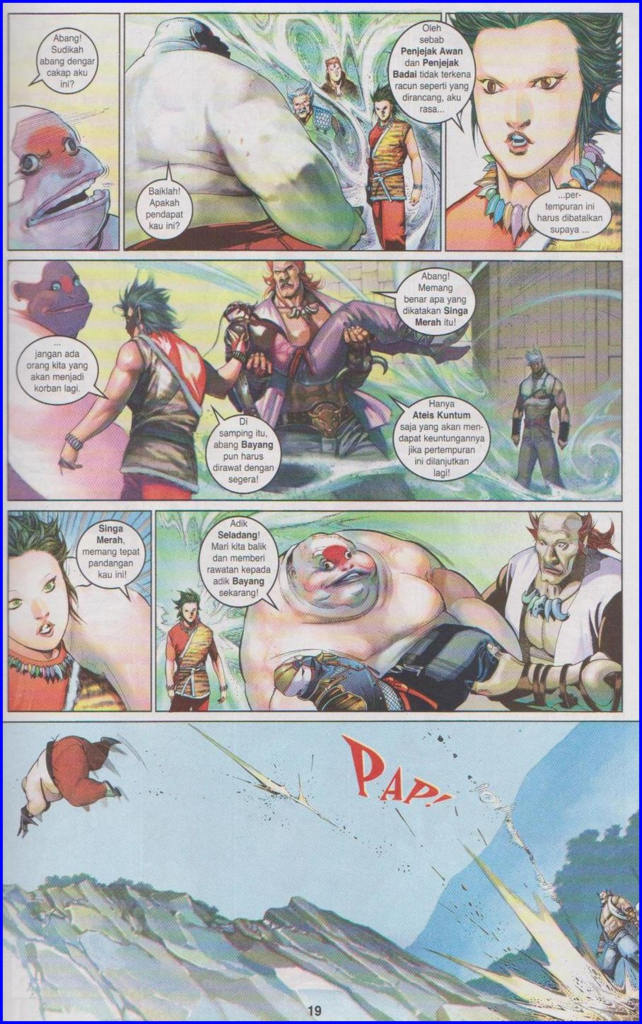 Abang!
Sudikah
abang dengar
cakap aku
ini?
Baiklah!
Apakah
pendapat
kau ini?
Oleh
sebab
Penjejak Awan
dan Penjejak
Badai tidak terkena
racun seperti yang
dirancang, aku
rasa...
...per-
tempuran ini
harus dibatalkan
supaya ...
...
jangan ada
orang kita yang
akan menjadi
korban lagi.
Di
samping itu,
abang Bayang
pun harus
dirawat dengan
segera!
Abang!
Memang
benar apa yang
dikatakan Singa
Merah itu!
Hanya
Ateis Kuntum
saja yang akan men-
dapat keuntungannya
jika pertempuran
ini dilanjutkan
lagi!
Singa
Merah,
memang tepat
pandangan
kau ini!
Adik
Seladang!
Mari kita balik
dan memberi
rawatan kepada
adik Bayang
sekarang!
PAP!
19